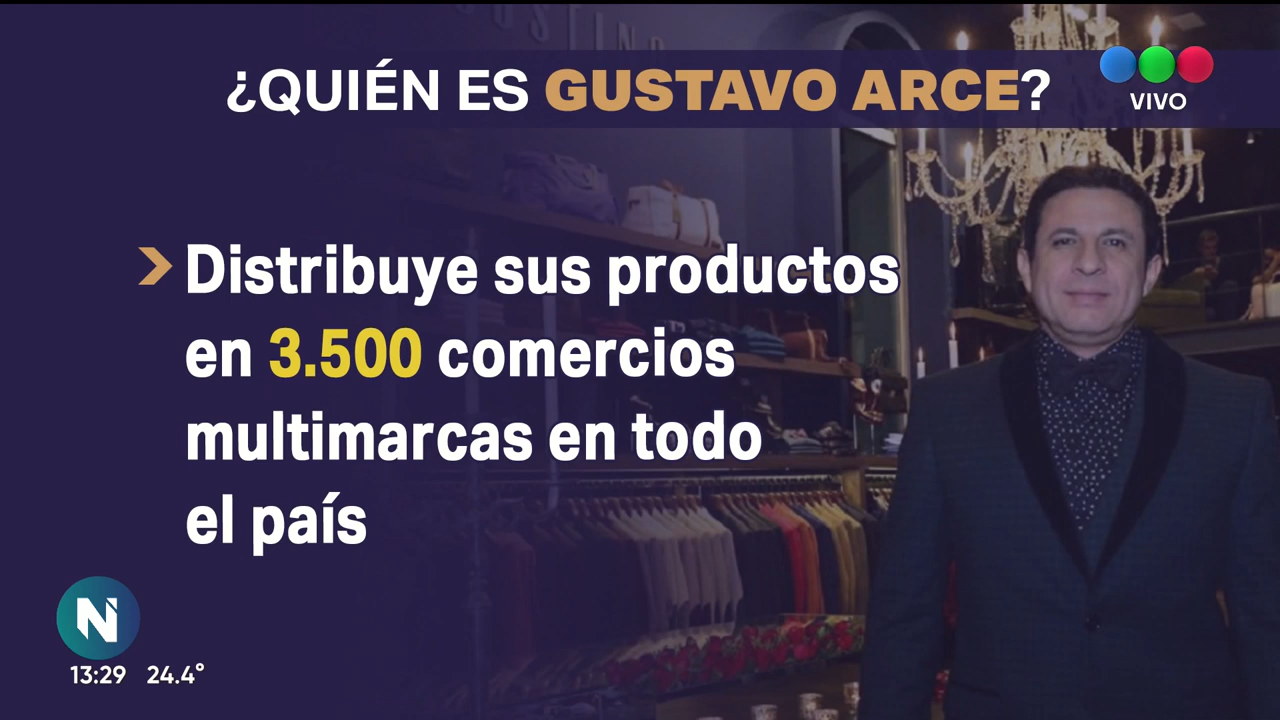 ¿QUIÉN ES GUSTAVO ARCE?
VIVO
Distribuye sus productos
en 3.500 comercios
multimarcas en todo
el país
N
13:29 24.4°